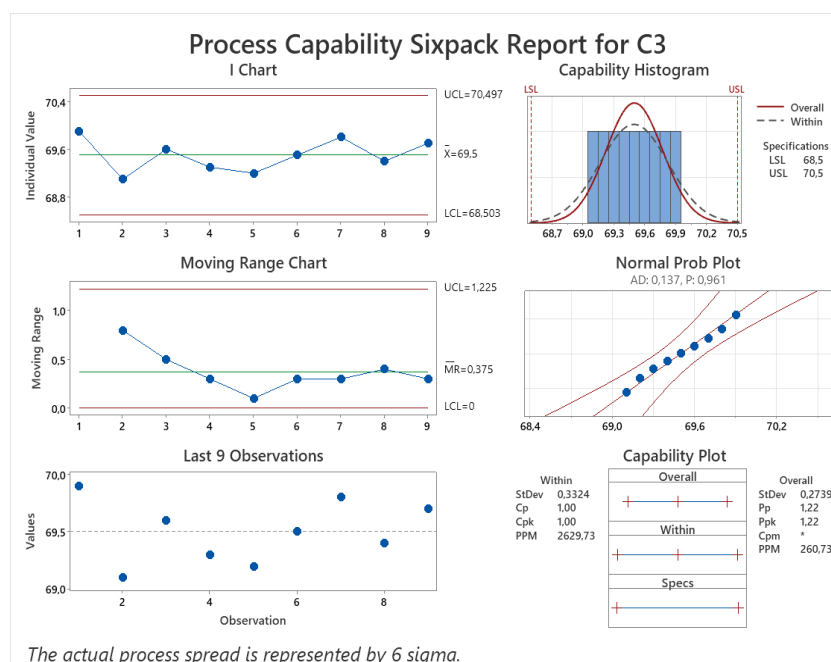 Process Capability Sixpack Report for C3
I Chart
Individual Value
70,4
69,6
68,8
UCL=70,497
X̄=69,5
LCL=68,503
1 2 3 4 5 6 7 8 9
Capability Histogram
LSL USL
68,7 69,0 69,3 69,6 69,9 70,2 70,5
Overall
Within
Specifications
LSL 68,5
USL 70,5
Moving Range Chart
Moving Range
1,0
0,5
0,0
UCL=1,225
M̅R̅=0,375
LCL=0
1 2 3 4 5 6 7 8 9
Normal Prob Plot
AD: 0,137, P: 0,961
68,4 69,0 69,6 70,2
Last 9 Observations
Values
70,0
69,5
69,0
2 4 6 8
Observation
Capability Plot
Within
StDev 0,3324
Cp 1,00
Cpk 1,00
PPM 2629,73
Overall
Within
Specs
Overall
StDev 0,2739
Pp 1,22
Ppk 1,22
Cpm *
PPM 260,73
The actual process spread is represented by 6 sigma.